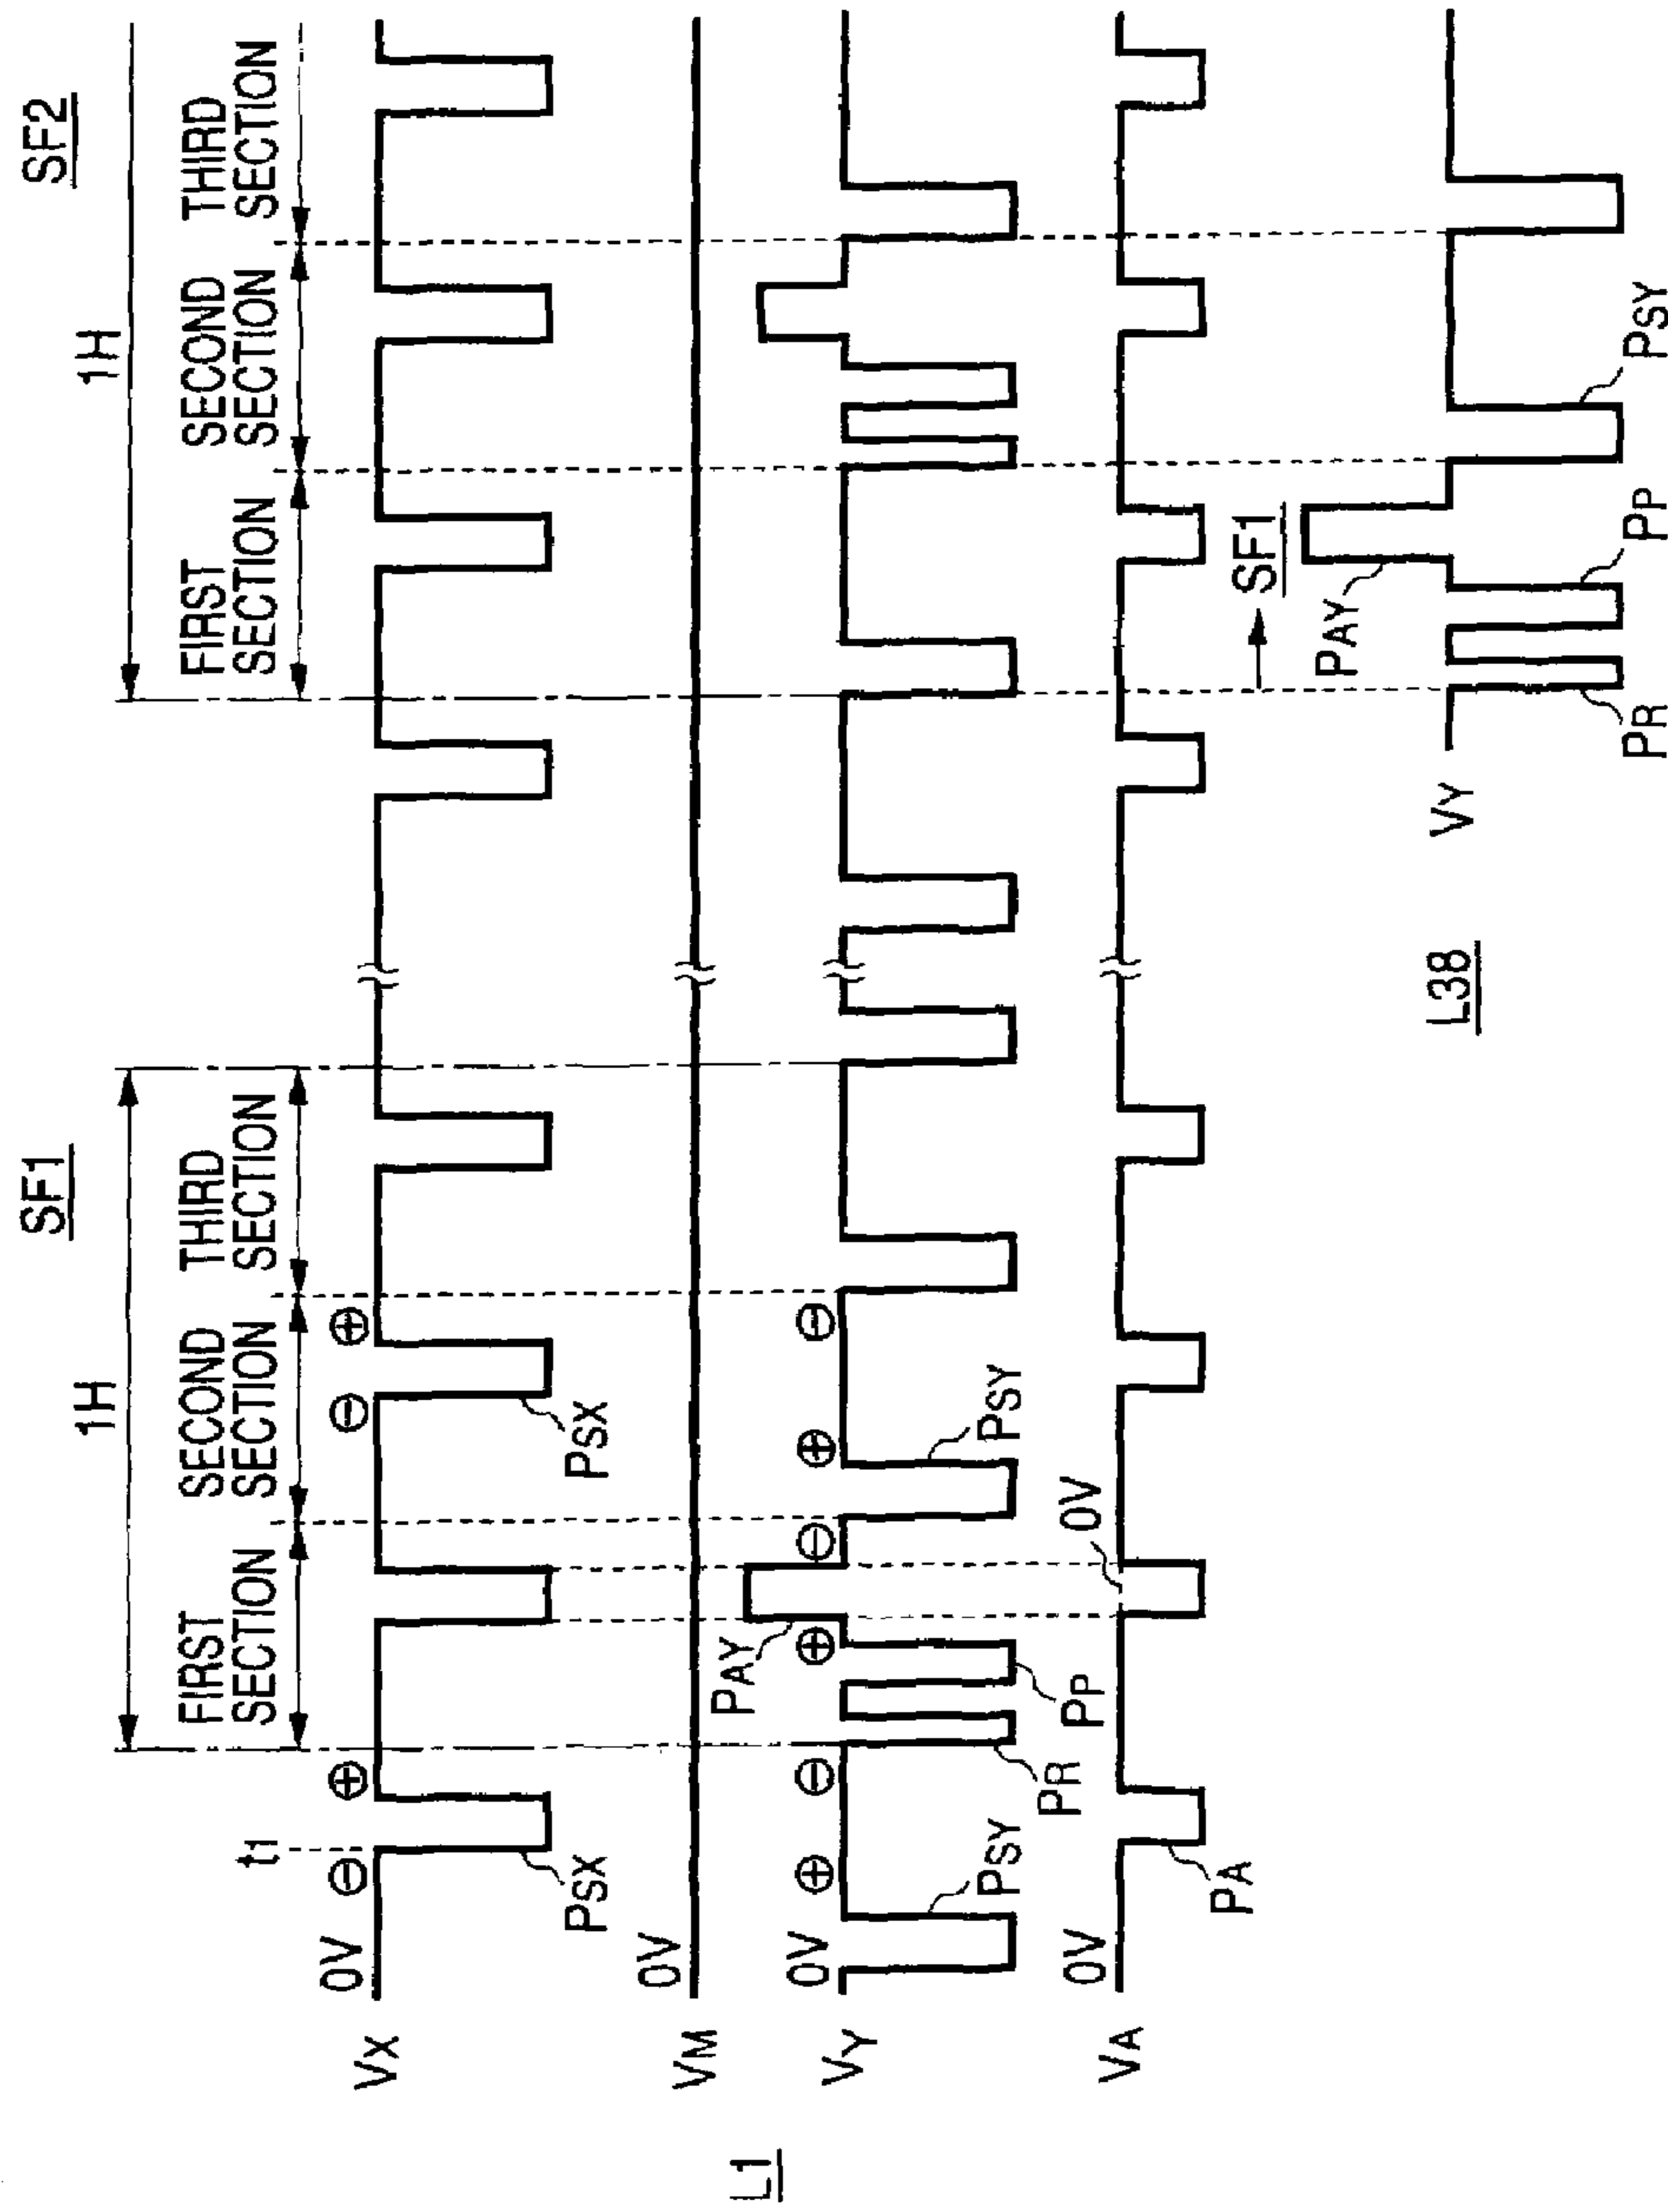 SF1
SF2
1H
1H
FIRST SECTION
SECOND SECTION
THIRD SECTION
FIRST SECTION
SECOND SECTION
THIRD SECTION
t1
VX
0V
⊖
⊕
⊖
⊕
PSX
PSX
VM
0V
L1
PAY
VY
0V
⊕
⊖
⊕
⊖
⊕
⊖
PSY
PR
PP
PSY
VA
0V
0V
PA
SF1
PAY
L38
VY
PR
PP
PSY